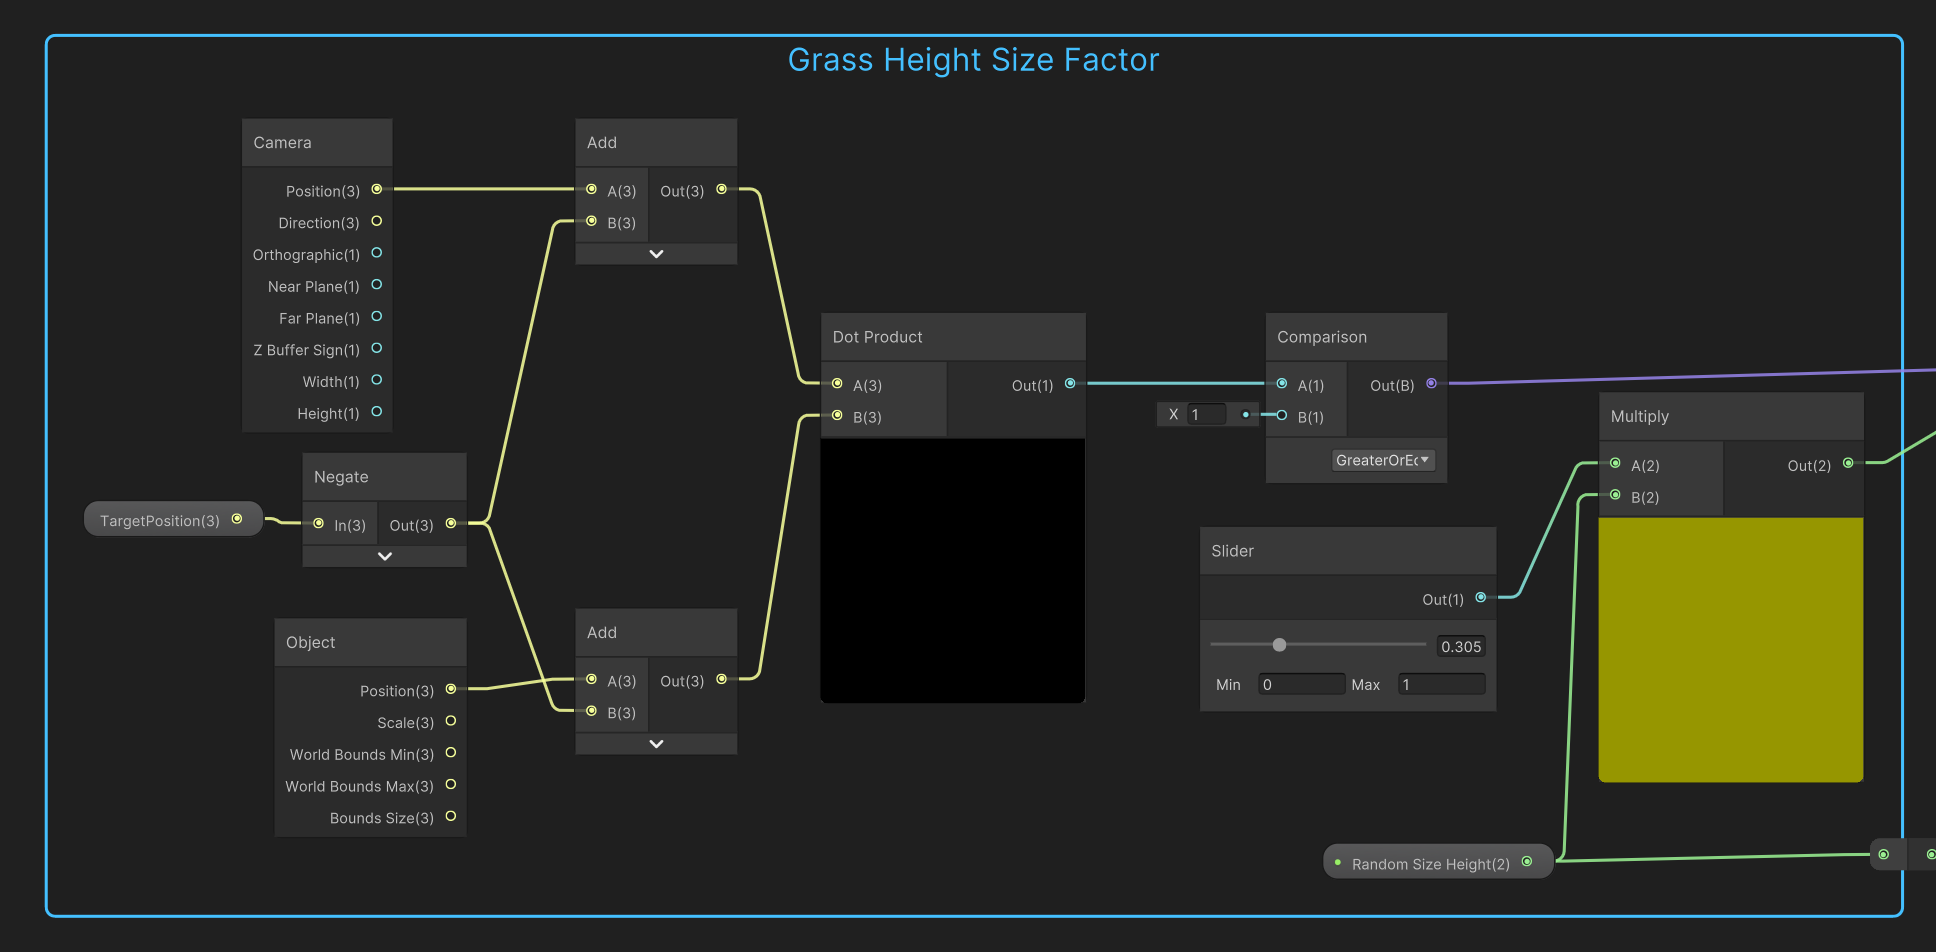 Grass Height Size Factor
Camera
Position(3)
Direction(3)
Orthographic(1)
Near Plane(1)
Far Plane(1)
Z Buffer Sign(1)
Width(1)
Height(1)
Add
A(3) Out(3)
B(3)
Dot Product
A(3) Out(1)
B(3)
Comparison
A(1) Out(B)
X 1 B(1)
GreaterOrEc
Multiply
A(2) Out(2)
B(2)
Negate
TargetPosition(3) In(3) Out(3)
Slider
Out(1)
0.305
Min 0 Max 1
Object
Position(3)
Scale(3)
World Bounds Min(3)
World Bounds Max(3)
Bounds Size(3)
Add
A(3) Out(3)
B(3)
Random Size Height(2)